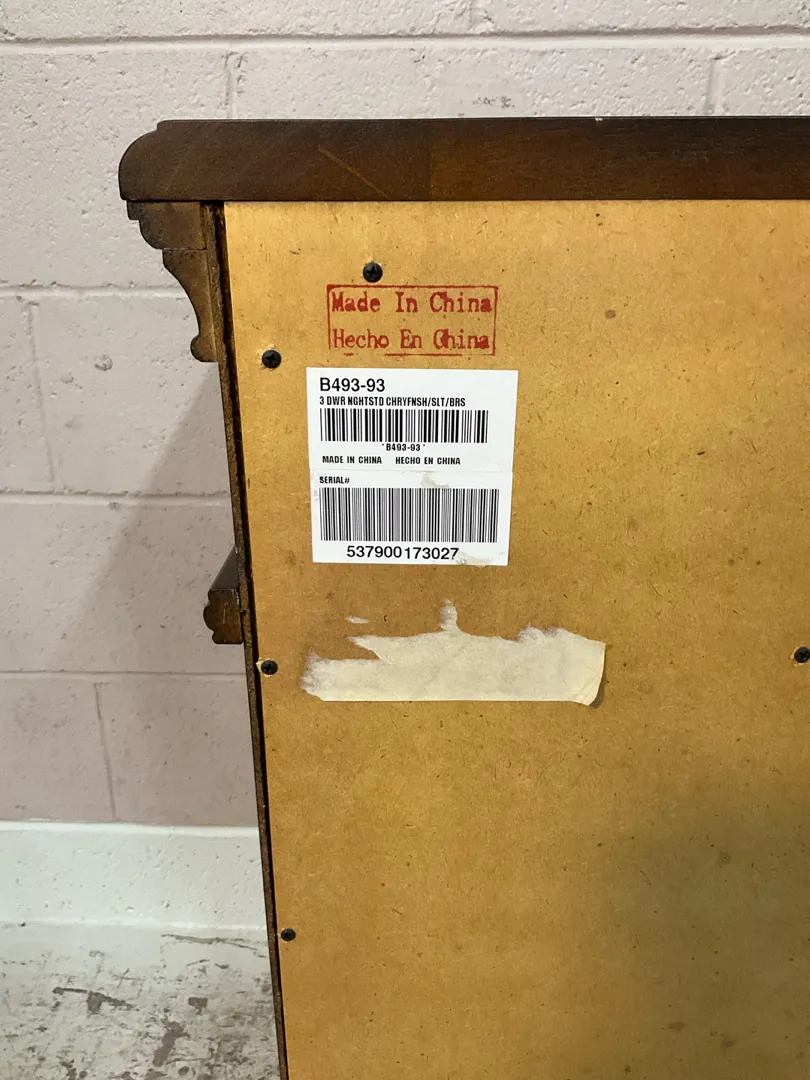 Made In China
Hecho En China
B493-93
3 DWR NGHTSTD CHRYFNSH/SLT/BRS
*B493-93*
MADE IN CHINA HECHO EN CHINA
SERIAL#
537900173027